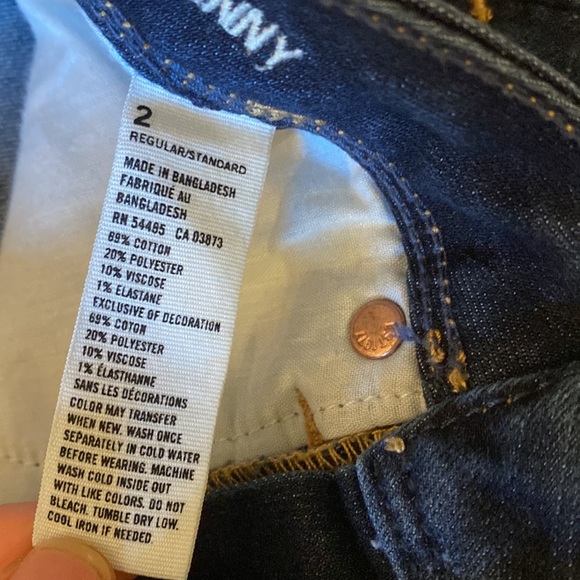 NNY
2
REGULAR/STANDARD
MADE IN BANGLADESH
FABRIQUÉ AU
BANGLADESH
RN 54485 CA 03873
69% COTTON
20% POLYESTER
10% VISCOSE
1% ELASTANE
EXCLUSIVE OF DECORATION
69% COTON
20% POLYESTER
10% VISCOSE
1% ÉLASTHANNE
SANS LES DÉCORATIONS
COLOR MAY TRANSFER
WHEN NEW. WASH ONCE
SEPARATELY IN COLD WATER
BEFORE WEARING. MACHINE
WASH COLD INSIDE OUT
WITH LIKE COLORS. DO NOT
BLEACH. TUMBLE DRY LOW.
COOL IRON IF NEEDED.